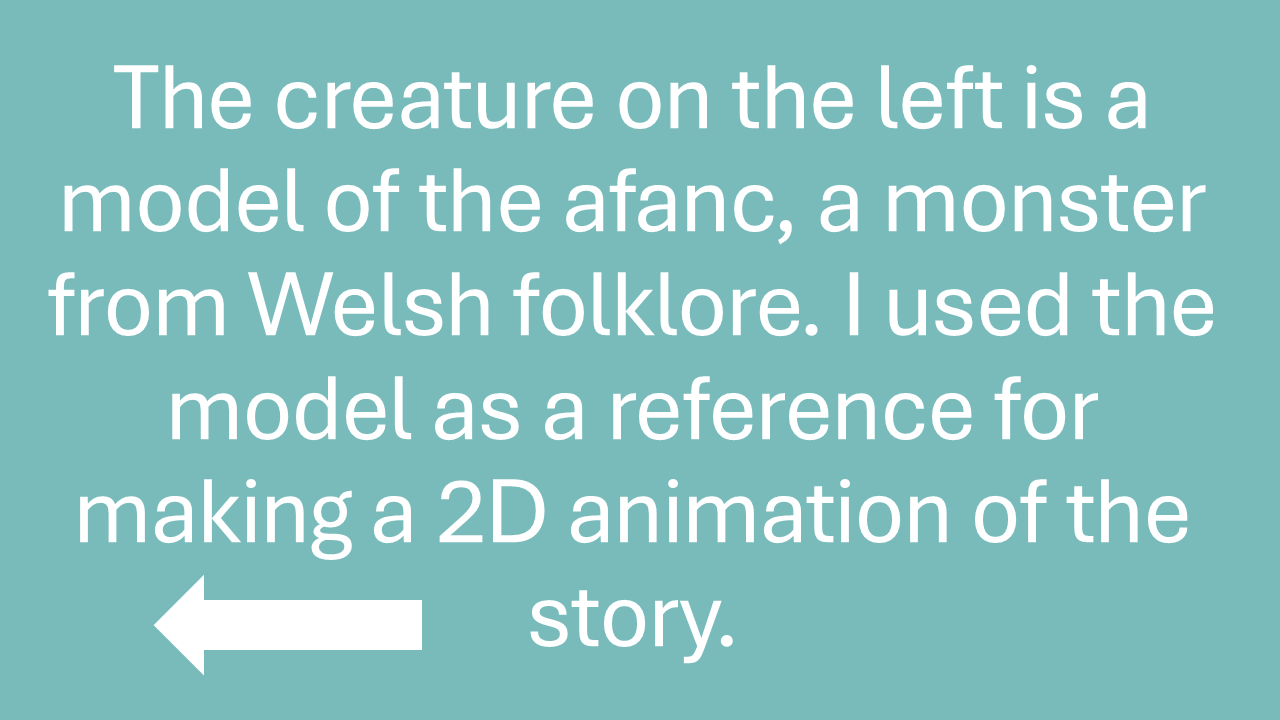 The creature on the left is a
model of the afanc, a monster
from Welsh folklore. I used the
model as a reference for
making a 2D animation of the
story.